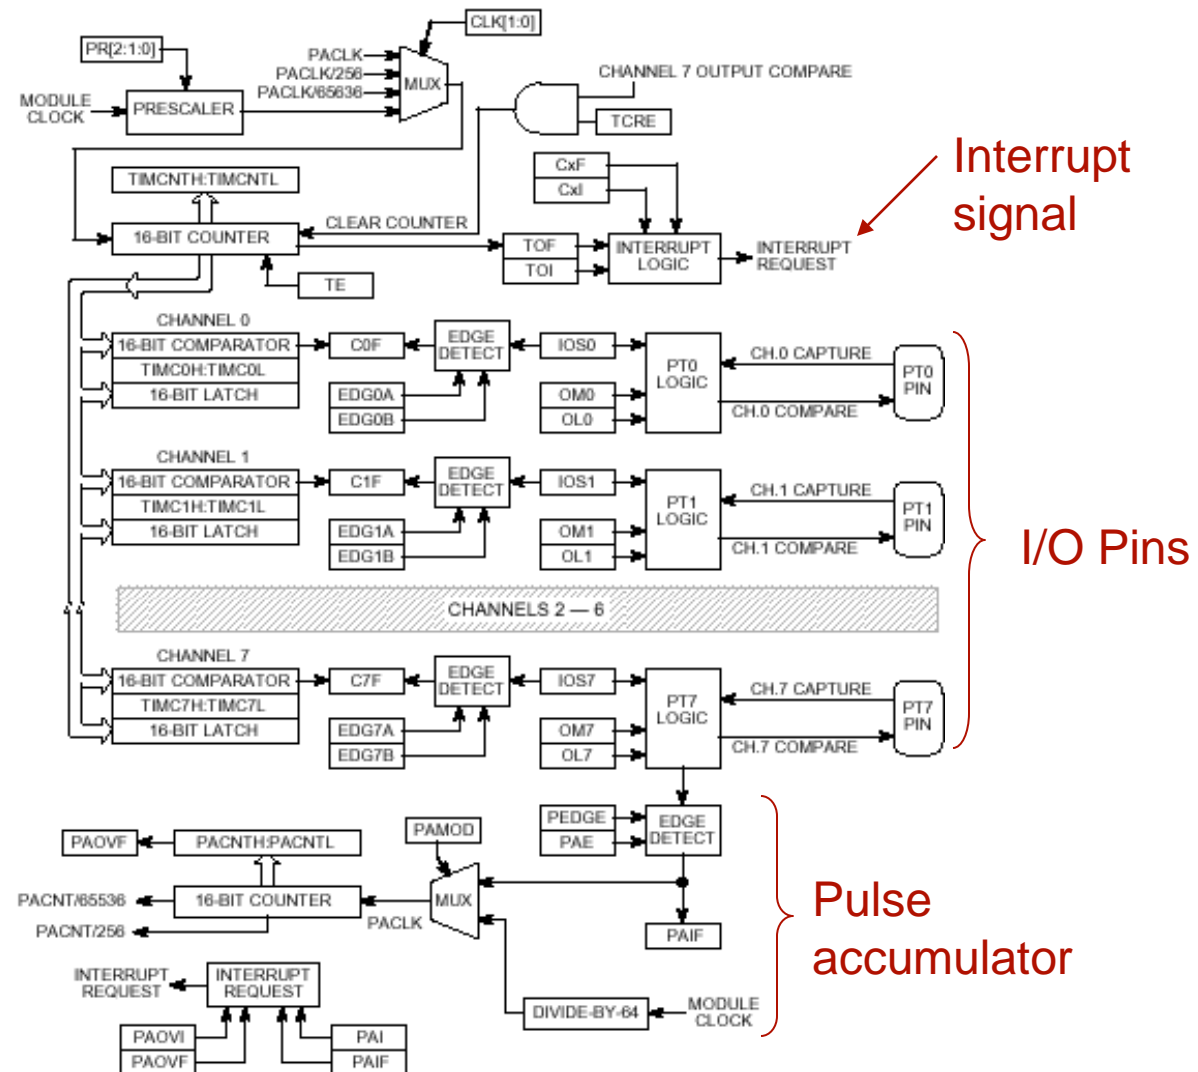 CLK[1:0]
PR[2:1:0]
PACLK
PACLK/256
PACLK/65636
MUX
MODULE
CLOCK
PRESCALER
CHANNEL 7 OUTPUT COMPARE
TCRE
CxF
CxI
Interrupt
signal
TIMCNTH:TIMCNTL
CLEAR COUNTER
16-BIT COUNTER
TE
TOF
TOI
INTERRUPT
LOGIC
INTERRUPT
REQUEST
CHANNEL 0
16-BIT COMPARATOR
TIMC0H:TIMC0L
16-BIT LATCH
C0F
EDGE
DETECT
IOS0
EDG0A
EDG0B
OM0
OL0
PT0
LOGIC
CH.0 CAPTURE
CH.0 COMPARE
PT0
PIN
CHANNEL 1
16-BIT COMPARATOR
TIMC1H:TIMC1L
16-BIT LATCH
C1F
EDGE
DETECT
IOS1
EDG1A
EDG1B
OM1
OL1
PT1
LOGIC
CH.1 CAPTURE
CH.1 COMPARE
PT1
PIN
I/O Pins
CHANNELS 2 — 6
CHANNEL 7
16-BIT COMPARATOR
TIMC7H:TIMC7L
16-BIT LATCH
C7F
EDGE
DETECT
IOS7
EDG7A
EDG7B
OM7
OL7
PT7
LOGIC
CH.7 CAPTURE
CH.7 COMPARE
PT7
PIN
PEDGE
PAE
EDGE
DETECT
PAOVF
PACNTH:PACNTL
PAMOD
PACNT/65536
16-BIT COUNTER
PACLK
MUX
PACNT/256
PAIF
Pulse
accumulator
INTERRUPT
REQUEST
INTERRUPT
REQUEST
DIVIDE-BY-64
MODULE
CLOCK
PAOVI
PAOVF
PAI
PAIF